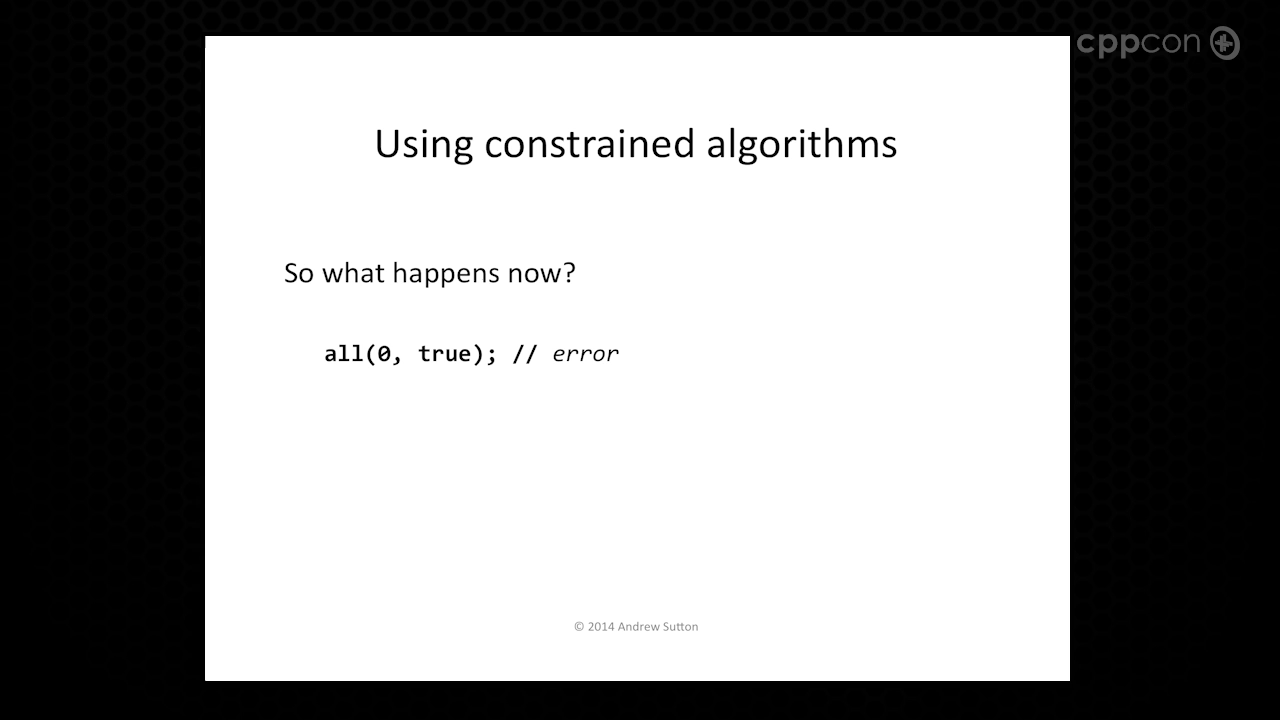 cppcon
Using constrained algorithms
So what happens now?
all(0, true); // error
© 2014 Andrew Sutton